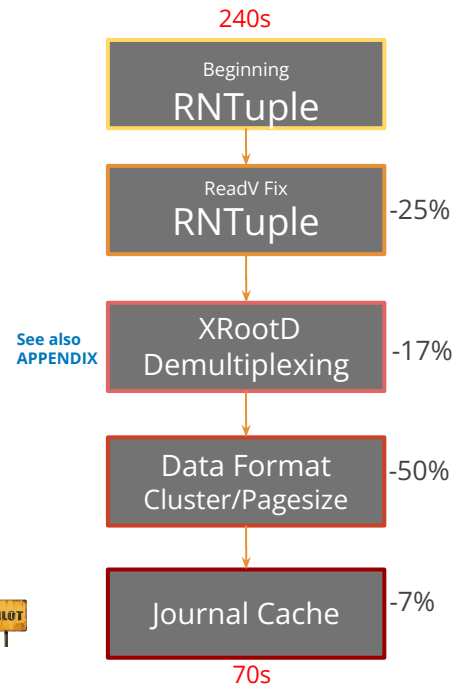 240s
Beginning
RNTuple
ReadV Fix
RNTuple
-25%
See also
APPENDIX
XRootD
Demultiplexing
-17%
Data Format
Cluster/Pagesize
-50%
Journal Cache
-7%
70s